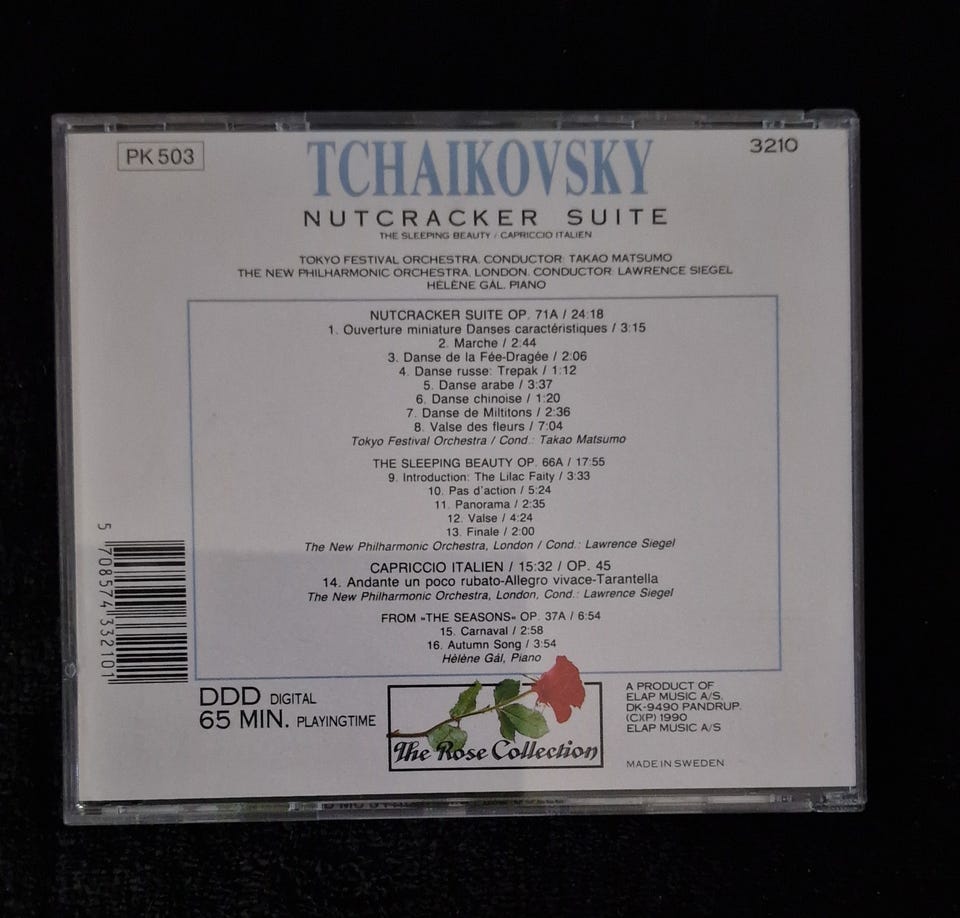 PK 503
3210
TCHAIKOVSKY
NUTCRACKER SUITE
THE SLEEPING BEAUTY / CAPRICCIO ITALIEN
TOKYO FESTIVAL ORCHESTRA, CONDUCTOR: TAKAO MATSUMO
THE NEW PHILHARMONIC ORCHESTRA, LONDON, CONDUCTOR: LAWRENCE SIEGEL
HÉLÈNE GÁL, PIANO
NUTCRACKER SUITE OP. 71A / 24:18
1. Ouverture miniature Danses caractéristiques / 3:15
2. Marche / 2:44
3. Danse de la Fée-Dragée / 2:06
4. Danse russe: Trepak / 1:12
5. Danse arabe / 3:37
6. Danse chinoise / 1:20
7. Danse de Miltitons / 2:36
8. Valse des fleurs / 7:04
Tokyo Festival Orchestra / Cond.: Takao Matsumo
THE SLEEPING BEAUTY OP. 66A / 17:55
9. Introduction: The Lilac Faity / 3:33
10. Pas d'action / 5:24
11. Panorama / 2:35
12. Valse / 4:24
13. Finale / 2:00
The New Philharmonic Orchestra, London / Cond.: Lawrence Siegel
CAPRICCIO ITALIEN / 15:32 / OP. 45
14. Andante un poco rubato-Allegro vivace-Tarantella
The New Philharmonic Orchestra, London, Cond.: Lawrence Siegel
FROM »THE SEASONS« OP. 37A / 6:54
15. Carnaval / 2:58
16. Autumn Song / 3:54
Hélène Gál, Piano
5 708574 332101
DDD DIGITAL
65 MIN. PLAYINGTIME
The Rose Collection
A PRODUCT OF
ELAP MUSIC A/S,
DK-9490 PANDRUP.
(C)(P) 1990
ELAP MUSIC A/S
MADE IN SWEDEN